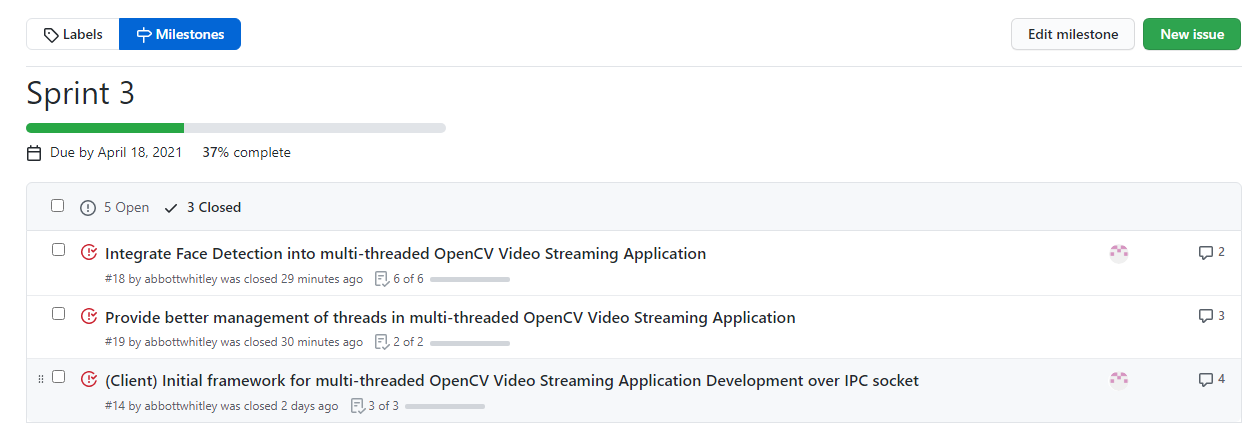 Labels Milestones Edit milestone New issue
Sprint 3
Due by April 18, 2021 37% complete
5 Open 3 Closed
Integrate Face Detection into multi-threaded OpenCV Video Streaming Application 2
#18 by abbottwhitley was closed 29 minutes ago 6 of 6
Provide better management of threads in multi-threaded OpenCV Video Streaming Application 3
#19 by abbottwhitley was closed 30 minutes ago 2 of 2
(Client) Initial framework for multi-threaded OpenCV Video Streaming Application Development over IPC socket 4
#14 by abbottwhitley was closed 2 days ago 3 of 3